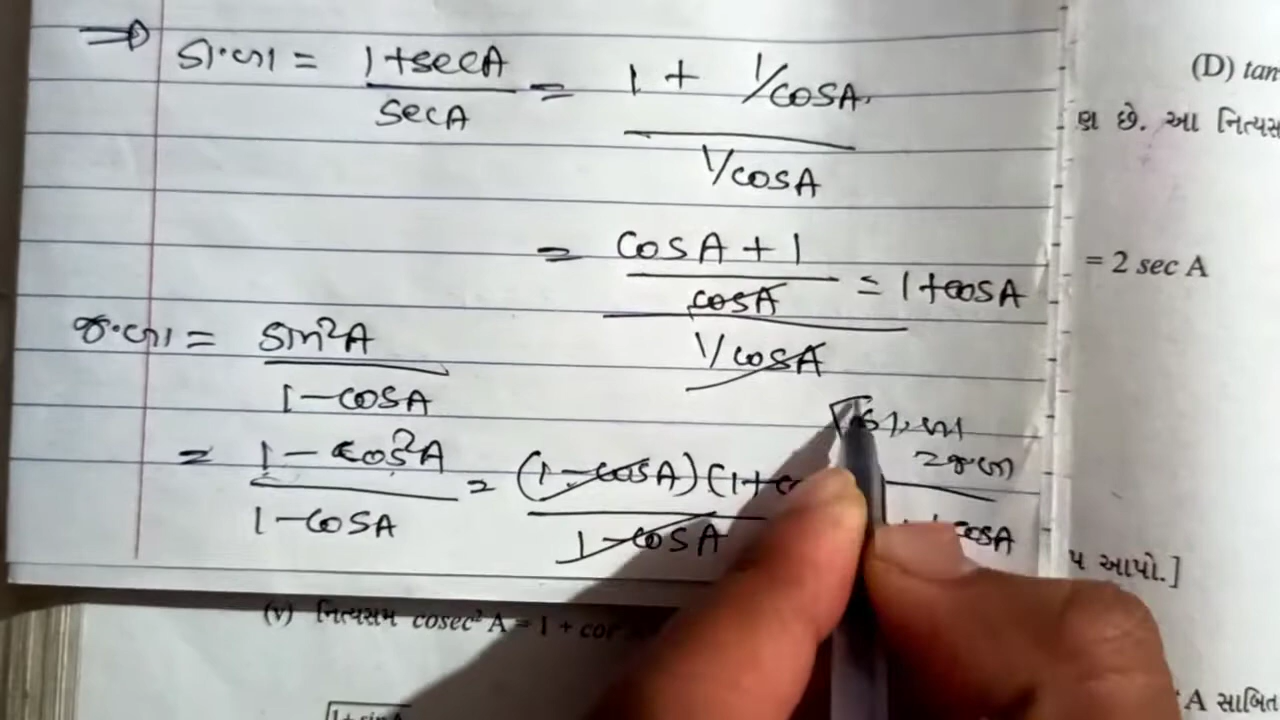 ⇒ ડા.બા = 1+secA / secA = 1 + 1/cosA / 1/cosA
= cosA + 1 / cosA / 1/cosA = 1+cosA
જ.બા = sin²A / 1-cosA
= 1 - cos²A / 1-cosA = (1-cosA)(1+ / 1-cosA
ડા.બા
= જ.બા
cosA
(D) tan
છે. આ
= 2 sec A
આપો.]
(v) નિત્યસમ cosec² A = 1 + cot
A સાબિત